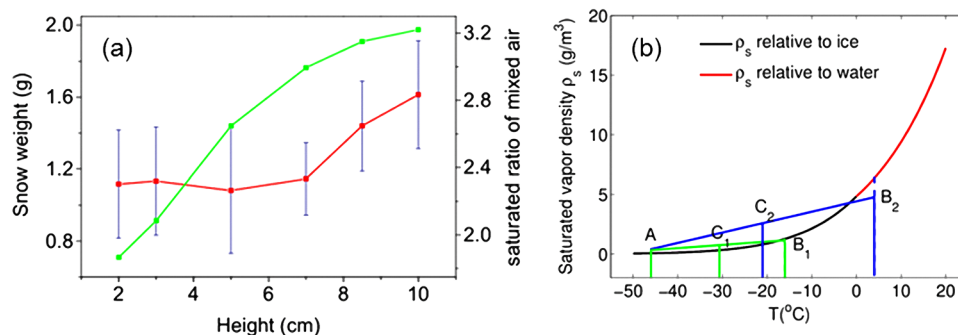 (a)
Snow weight (g)
2.0
1.6
1.2
0.8
2
4
6
8
10
Height (cm)
3.2
2.8
2.4
2.0
saturated ratio of mixed air
(b)
Saturated vapor density ρs (g/m³)
20
15
10
5
0
ρs relative to ice
ρs relative to water
A
C1
C2
B1
B2
−50 −40 −30 −20 −10 0 10 20
T(°C)